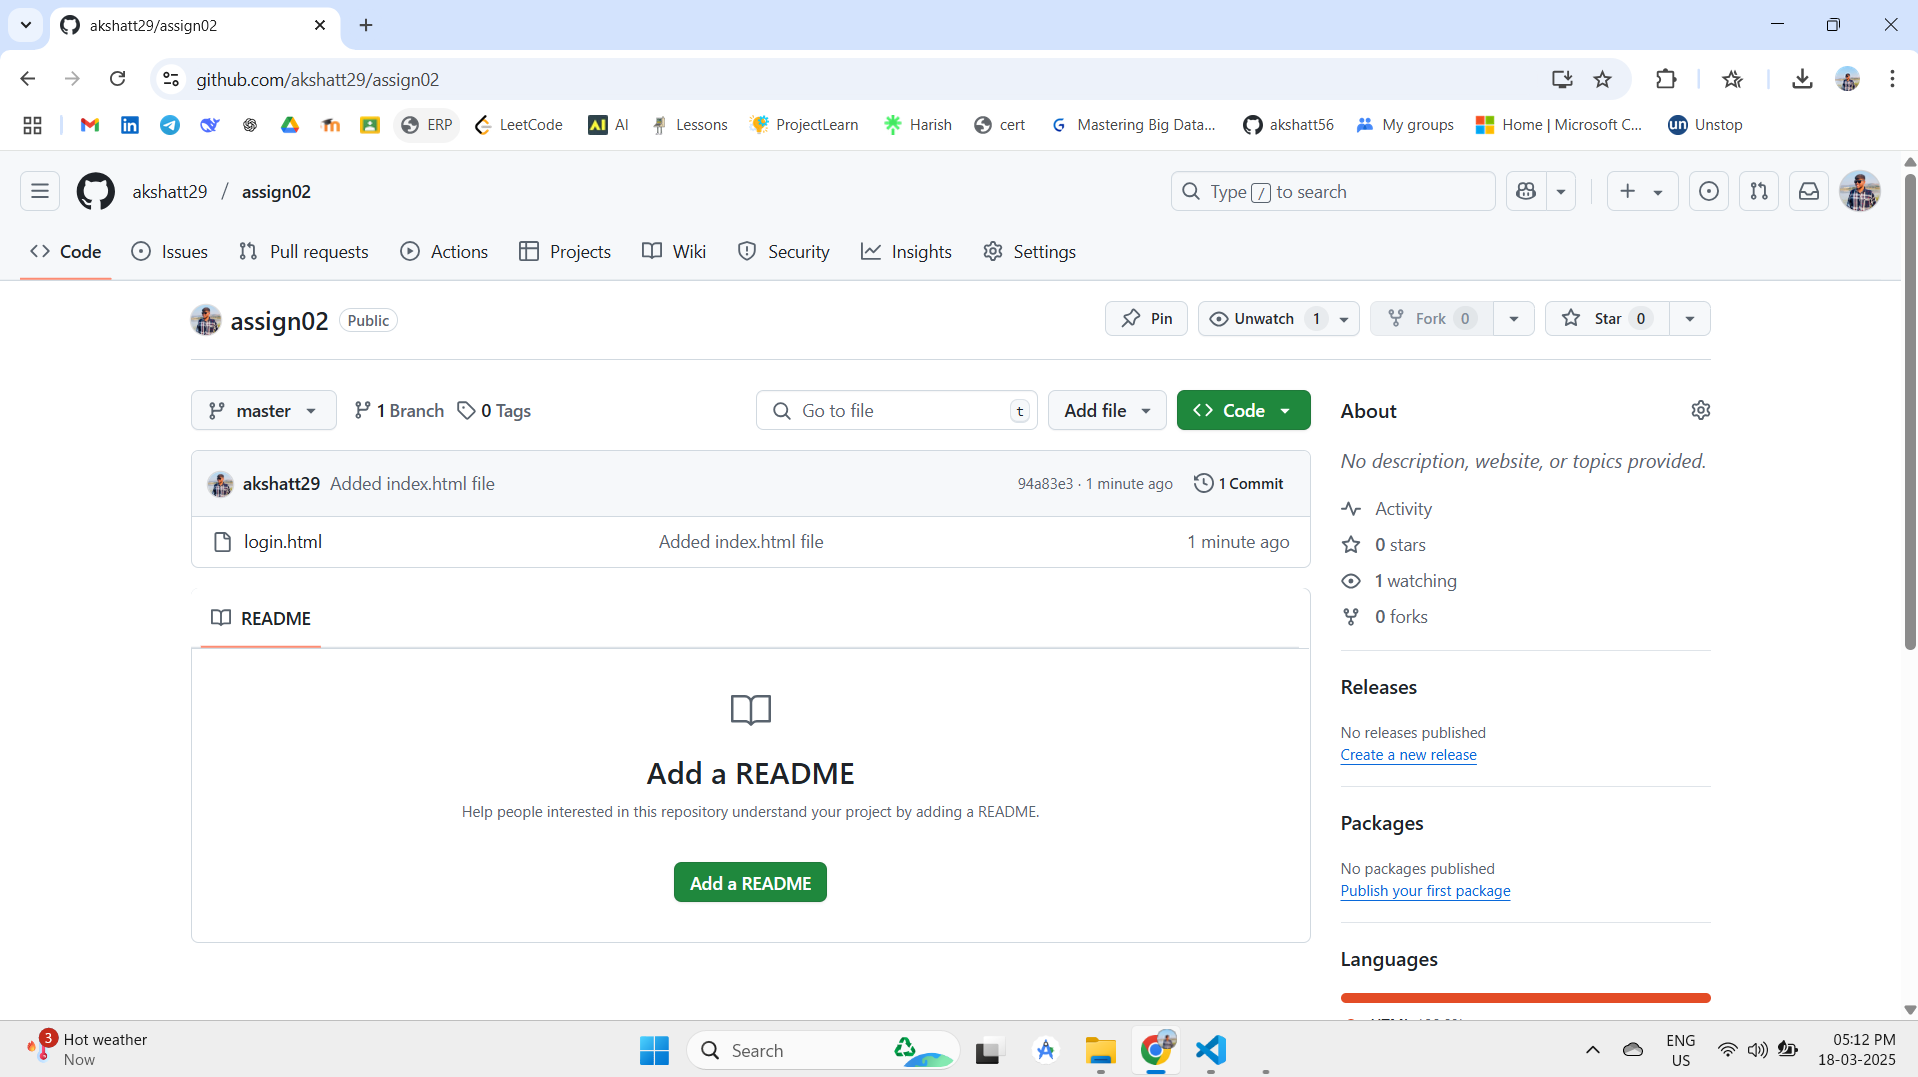 akshatt29/assign02
github.com/akshatt29/assign02
ERP
LeetCode
AI
Lessons
ProjectLearn
Harish
cert
Mastering Big Data...
akshatt56
My groups
Home | Microsoft C...
un Unstop
akshatt29 / assign02
Type / to search
Code
Issues
Pull requests
Actions
Projects
Wiki
Security
Insights
Settings
assign02 Public
Pin
Unwatch 1
Fork 0
Star 0
master
1 Branch
0 Tags
Go to file t
Add file
Code
akshatt29 Added index.html file 94a83e3 · 1 minute ago 1 Commit
login.html Added index.html file 1 minute ago
README
Add a README
Help people interested in this repository understand your project by adding a README.
Add a README
About
No description, website, or topics provided.
Activity
0 stars
1 watching
0 forks
Releases
No releases published
Create a new release
Packages
No packages published
Publish your first package
Languages
3
Hot weather
Now
Search
ENG
US
05:12 PM
18-03-2025